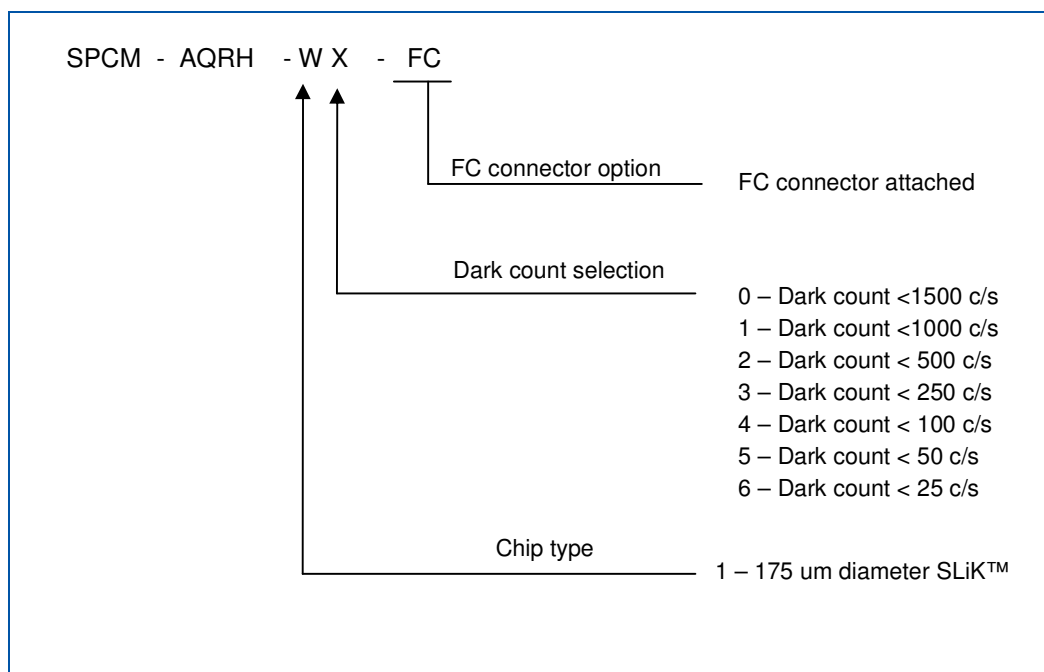 SPCM - AQRH - W X - FC
FC connector option
FC connector attached
Dark count selection
0 – Dark count <1500 c/s
1 – Dark count <1000 c/s
2 – Dark count < 500 c/s
3 – Dark count < 250 c/s
4 – Dark count < 100 c/s
5 – Dark count < 50 c/s
6 – Dark count < 25 c/s
Chip type
1 – 175 um diameter SLiK™